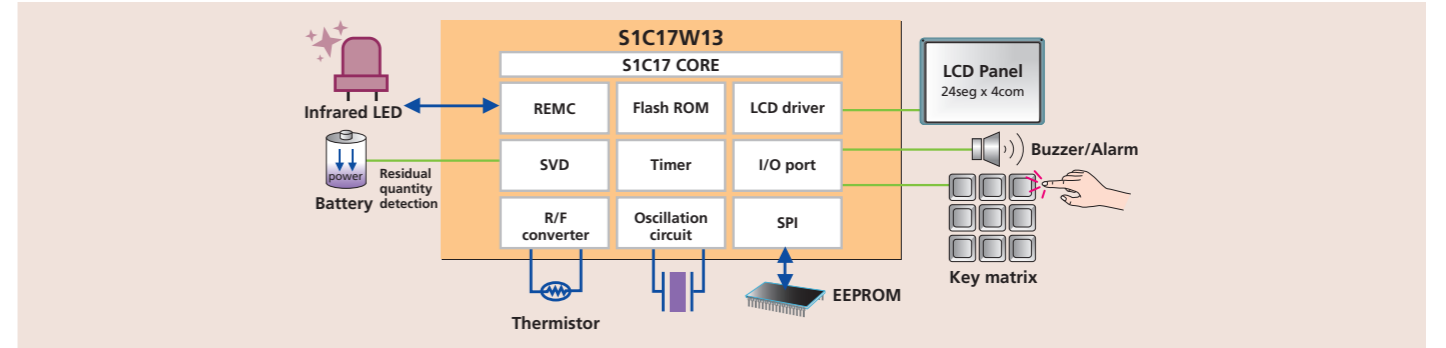 S1C17W13
S1C17 CORE
Infrared LED
REMC
Flash ROM
LCD driver
LCD Panel
24seg x 4com
power
Battery
Residual
quantity
detection
SVD
Timer
I/O port
Buzzer/Alarm
R/F
converter
Oscillation
circuit
SPI
Key matrix
Thermistor
EEPROM